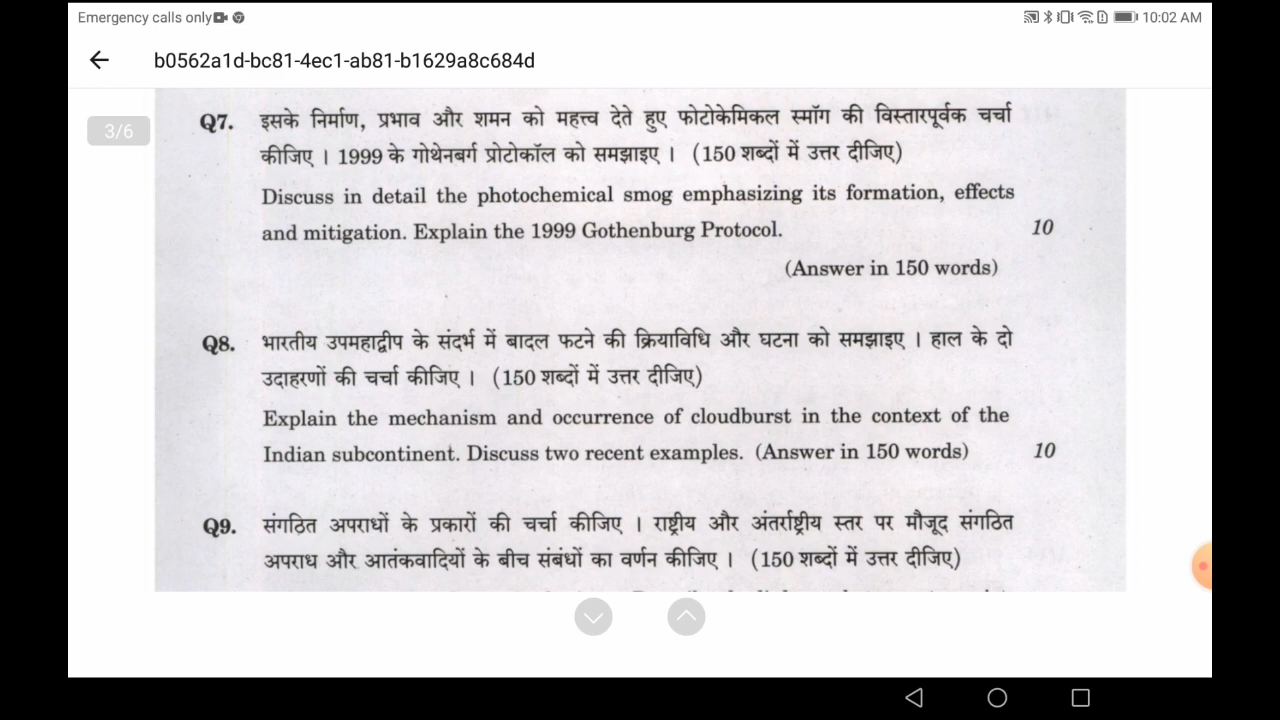 Emergency calls only
10:02 AM
b0562a1d-bc81-4ec1-ab81-b1629a8c684d
3/6
Q7. इसके निर्माण, प्रभाव और शमन को महत्त्व देते हुए फोटोकेमिकल स्मॉग की विस्तारपूर्वक चर्चा
कीजिए । 1999 के गोथेनबर्ग प्रोटोकॉल को समझाइए । (150 शब्दों में उत्तर दीजिए)
Discuss in detail the photochemical smog emphasizing its formation, effects
and mitigation. Explain the 1999 Gothenburg Protocol. 10
(Answer in 150 words)
Q8. भारतीय उपमहाद्वीप के संदर्भ में बादल फटने की क्रियाविधि और घटना को समझाइए । हाल के दो
उदाहरणों की चर्चा कीजिए । (150 शब्दों में उत्तर दीजिए)
Explain the mechanism and occurrence of cloudburst in the context of the
Indian subcontinent. Discuss two recent examples. (Answer in 150 words) 10
Q9. संगठित अपराधों के प्रकारों की चर्चा कीजिए । राष्ट्रीय और अंतर्राष्ट्रीय स्तर पर मौजूद संगठित
अपराध और आतंकवादियों के बीच संबंधों का वर्णन कीजिए । (150 शब्दों में उत्तर दीजिए)